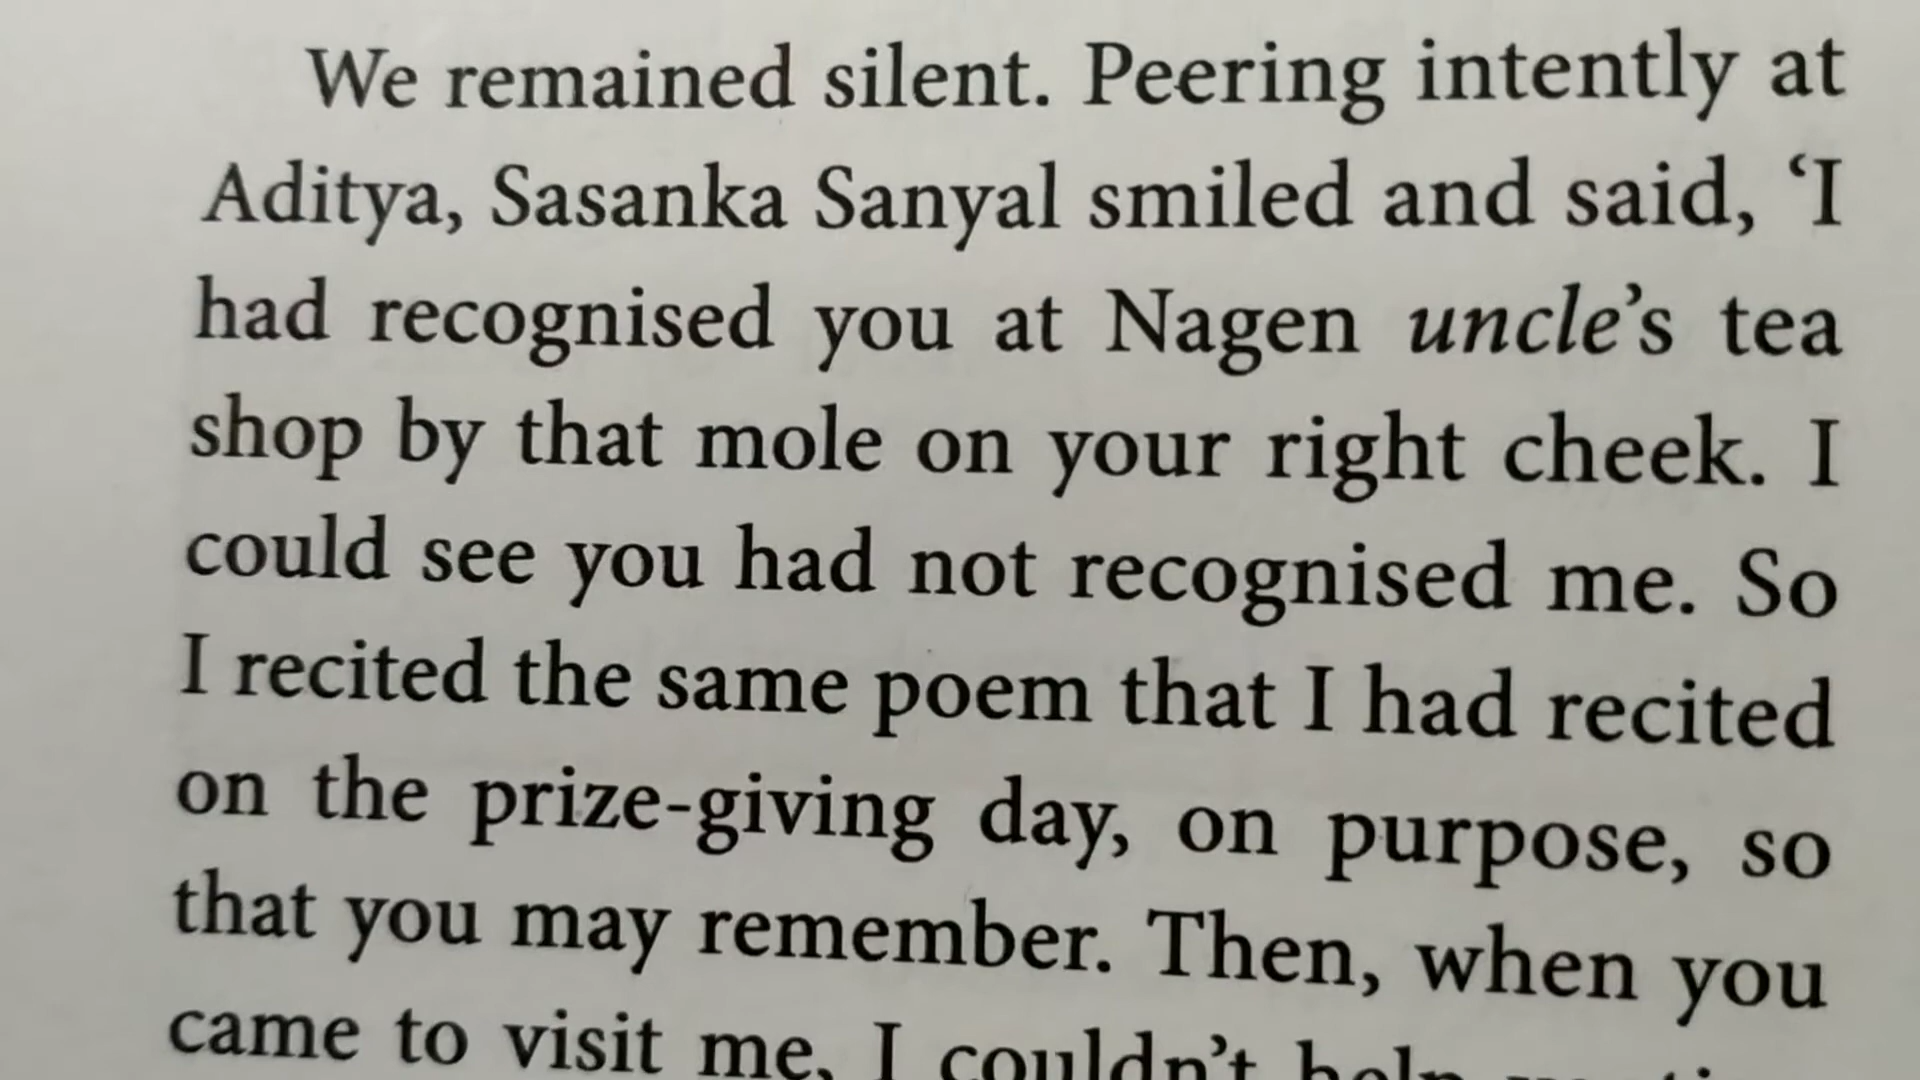 We remained silent. Peering intently at
Aditya, Sasanka Sanyal smiled and said, ‘I
had recognised you at Nagen uncle’s tea
shop by that mole on your right cheek. I
could see you had not recognised me. So
I recited the same poem that I had recited
on the prize-giving day, on purpose, so
that you may remember. Then, when you
came to visit me, I couldn’t help